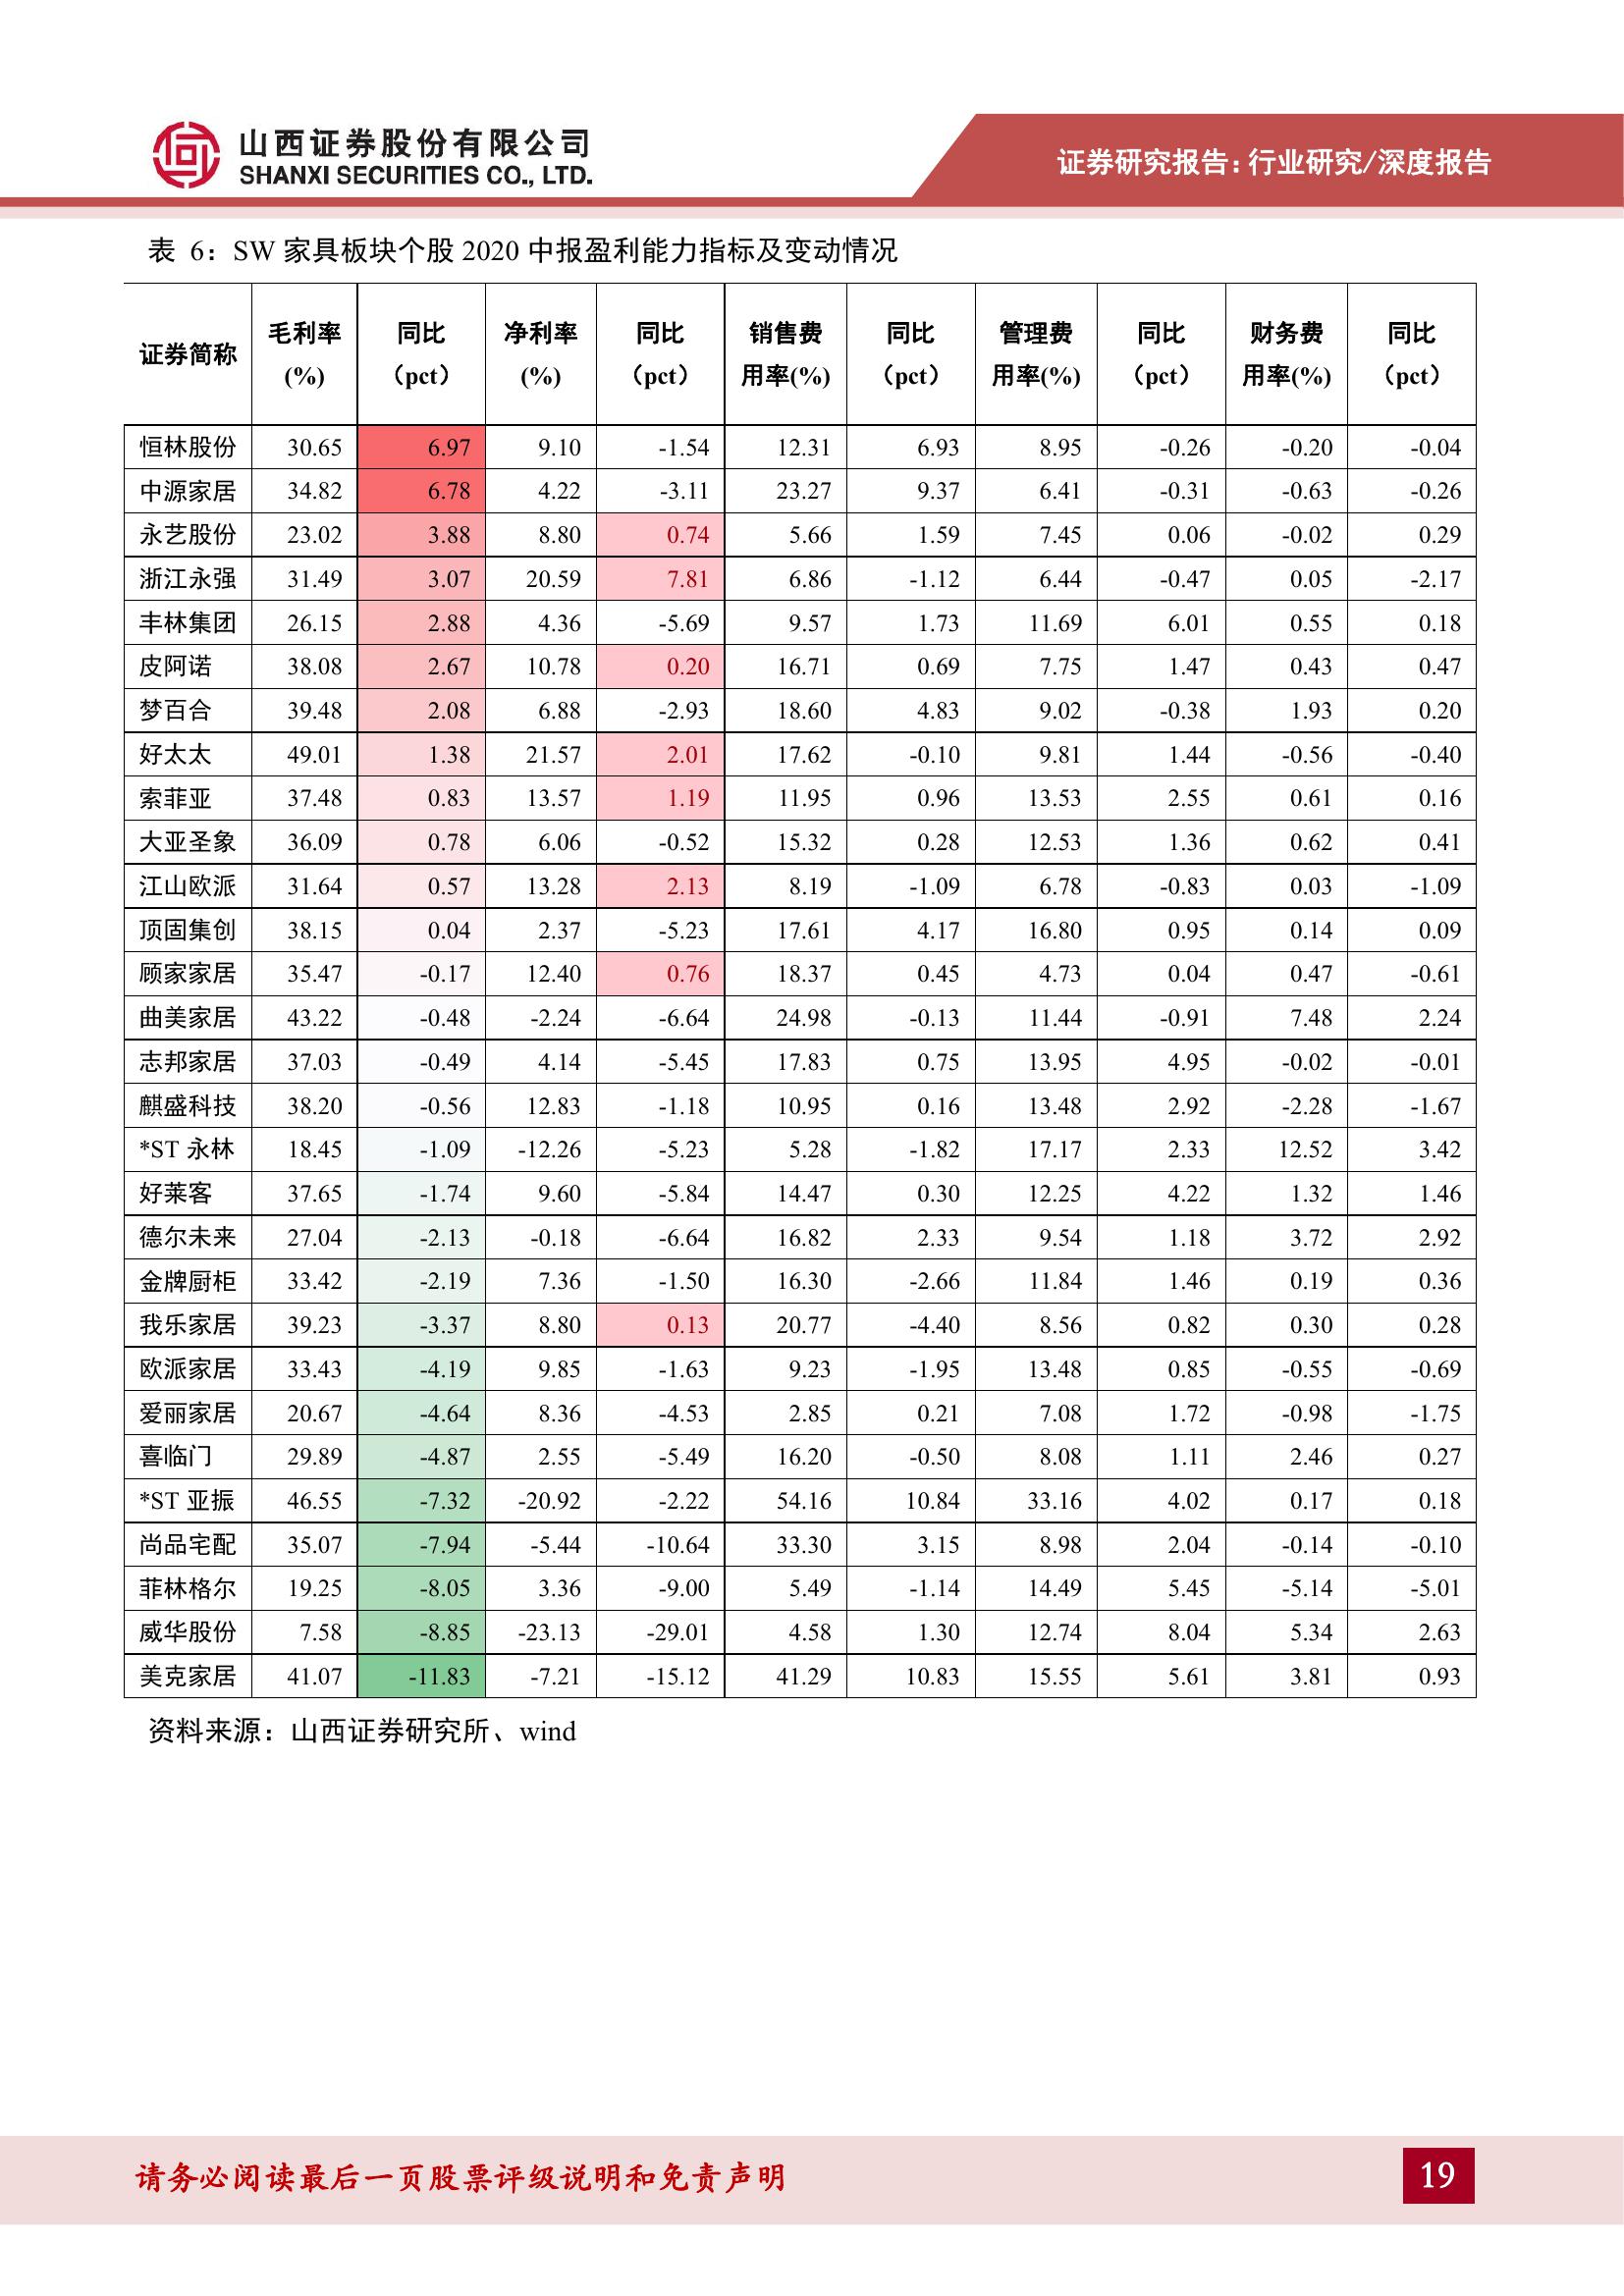 山西证券股份有限公司
SHANXI SECURITIES CO., LTD.
证券研究报告:行业研究/深度报告
表 6：SW 家具板块个股 2020 中报盈利能力指标及变动情况
证券简称 毛利率(%) 同比（pct） 净利率(%) 同比（pct） 销售费用率(%) 同比（pct） 管理费用率(%) 同比（pct） 财务费用率(%) 同比（pct）
恒林股份 30.65 6.97 9.10 -1.54 12.31 6.93 8.95 -0.26 -0.20 -0.04
中源家居 34.82 6.78 4.22 -3.11 23.27 9.37 6.41 -0.31 -0.63 -0.26
永艺股份 23.02 3.88 8.80 0.74 5.66 1.59 7.45 0.06 -0.02 0.29
浙江永强 31.49 3.07 20.59 7.81 6.86 -1.12 6.44 -0.47 0.05 -2.17
丰林集团 26.15 2.88 4.36 -5.69 9.57 1.73 11.69 6.01 0.55 0.18
皮阿诺 38.08 2.67 10.78 0.20 16.71 0.69 7.75 1.47 0.43 0.47
梦百合 39.48 2.08 6.88 -2.93 18.60 4.83 9.02 -0.38 1.93 0.20
好太太 49.01 1.38 21.57 2.01 17.62 -0.10 9.81 1.44 -0.56 -0.40
索菲亚 37.48 0.83 13.57 1.19 11.95 0.96 13.53 2.55 0.61 0.16
大亚圣象 36.09 0.78 6.06 -0.52 15.32 0.28 12.53 1.36 0.62 0.41
江山欧派 31.64 0.57 13.28 2.13 8.19 -1.09 6.78 -0.83 0.03 -1.09
顶固集创 38.15 0.04 2.37 -5.23 17.61 4.17 16.80 0.95 0.14 0.09
顾家家居 35.47 -0.17 12.40 0.76 18.37 0.45 4.73 0.04 0.47 -0.61
曲美家居 43.22 -0.48 -2.24 -6.64 24.98 -0.13 11.44 -0.91 7.48 2.24
志邦家居 37.03 -0.49 4.14 -5.45 17.83 0.75 13.95 4.95 -0.02 -0.01
麒盛科技 38.20 -0.56 12.83 -1.18 10.95 0.16 13.48 2.92 -2.28 -1.67
*ST 永林 18.45 -1.09 -12.26 -5.23 5.28 -1.82 17.17 2.33 12.52 3.42
好莱客 37.65 -1.74 9.60 -5.84 14.47 0.30 12.25 4.22 1.32 1.46
德尔未来 27.04 -2.13 -0.18 -6.64 16.82 2.33 9.54 1.18 3.72 2.92
金牌厨柜 33.42 -2.19 7.36 -1.50 16.30 -2.66 11.84 1.46 0.19 0.36
我乐家居 39.23 -3.37 8.80 0.13 20.77 -4.40 8.56 0.82 0.30 0.28
欧派家居 33.43 -4.19 9.85 -1.63 9.23 -1.95 13.48 0.85 -0.55 -0.69
爱丽家居 20.67 -4.64 8.36 -4.53 2.85 0.21 7.08 1.72 -0.98 -1.75
喜临门 29.89 -4.87 2.55 -5.49 16.20 -0.50 8.08 1.11 2.46 0.27
*ST 亚振 46.55 -7.32 -20.92 -2.22 54.16 10.84 33.16 4.02 0.17 0.18
尚品宅配 35.07 -7.94 -5.44 -10.64 33.30 3.15 8.98 2.04 -0.14 -0.10
菲林格尔 19.25 -8.05 3.36 -9.00 5.49 -1.14 14.49 5.45 -5.14 -5.01
威华股份 7.58 -8.85 -23.13 -29.01 4.58 1.30 12.74 8.04 5.34 2.63
美克家居 41.07 -11.83 -7.21 -15.12 41.29 10.83 15.55 5.61 3.81 0.93
资料来源：山西证券研究所、wind
请务必阅读最后一页股票评级说明和免责声明
19